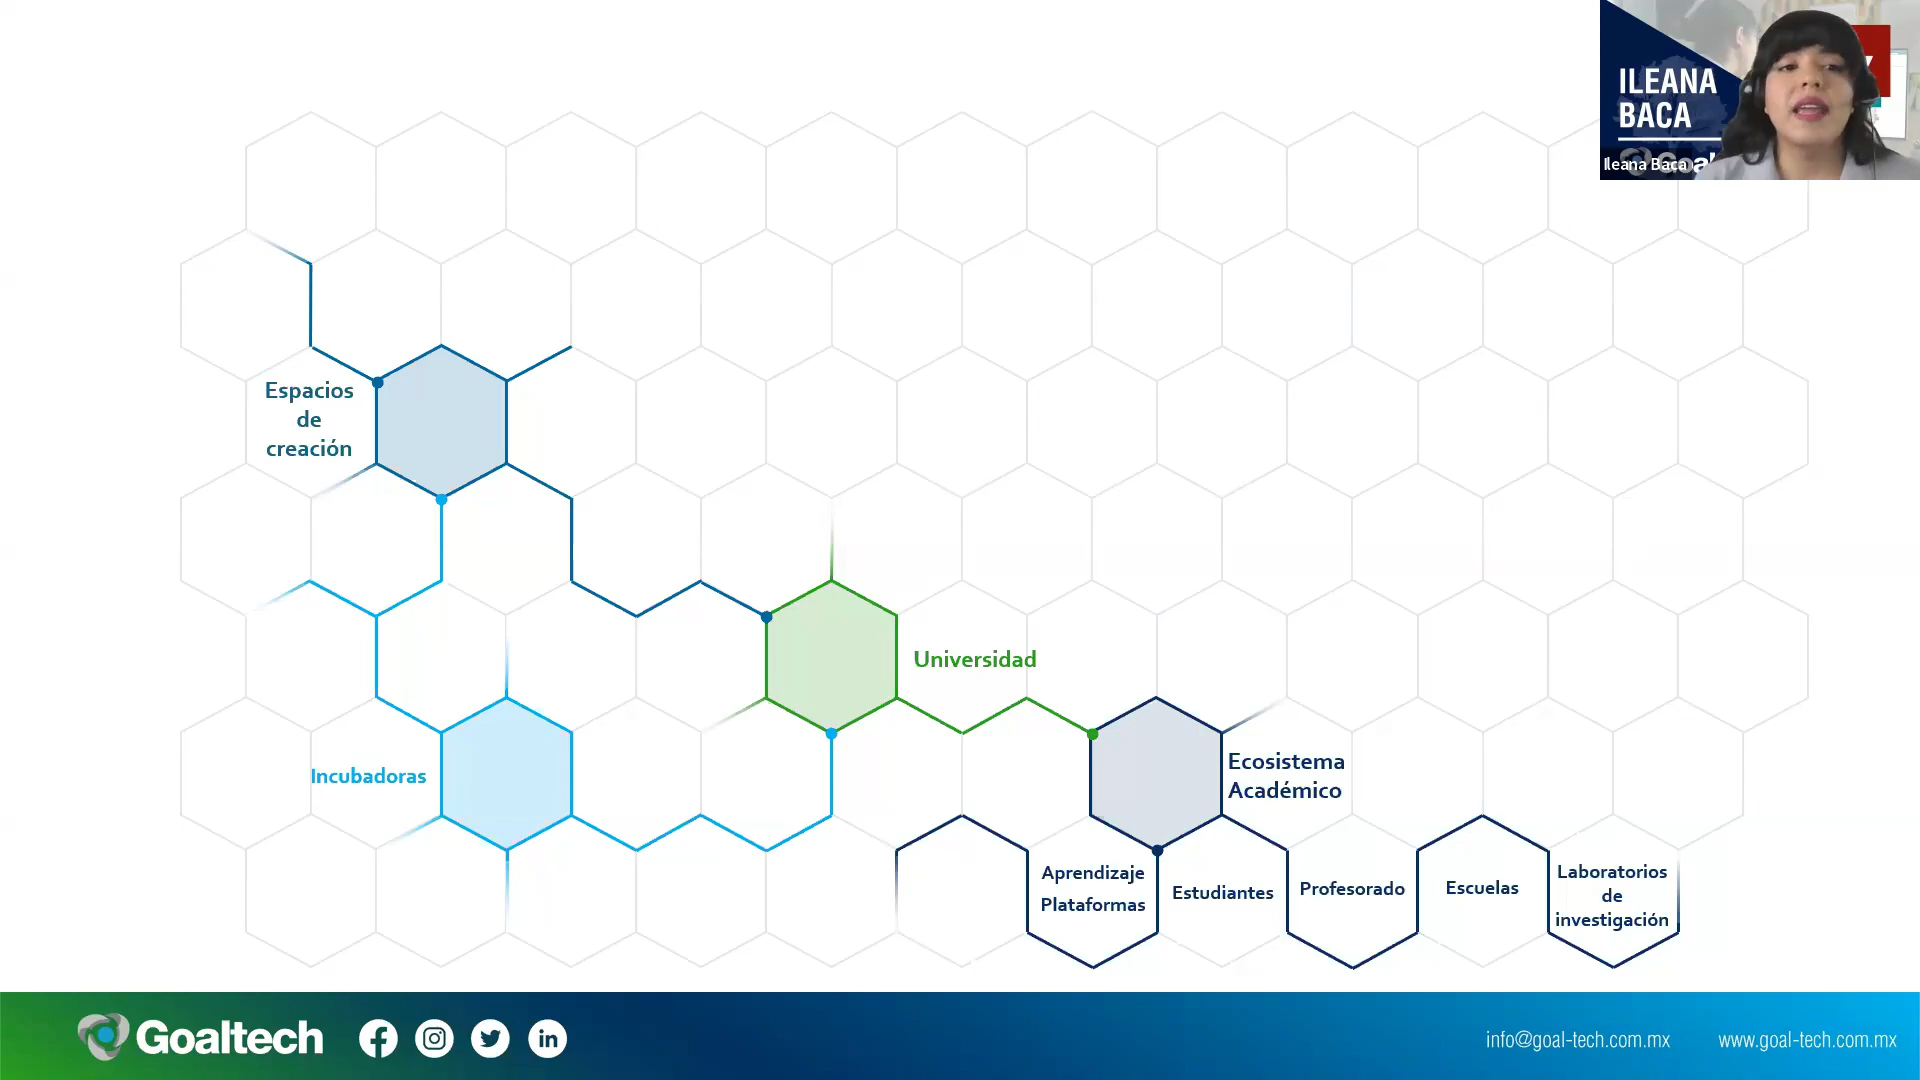 ILEANA
BACA
Ileana Baca
Goal
Espacios
de
creación
Universidad
Incubadoras
Ecosistema
Académico
Aprendizaje
Plataformas
Estudiantes
Profesorado
Escuelas
Laboratorios
de
investigación
Goaltech
info@goal-tech.com.mx
www.goal-tech.com.mx